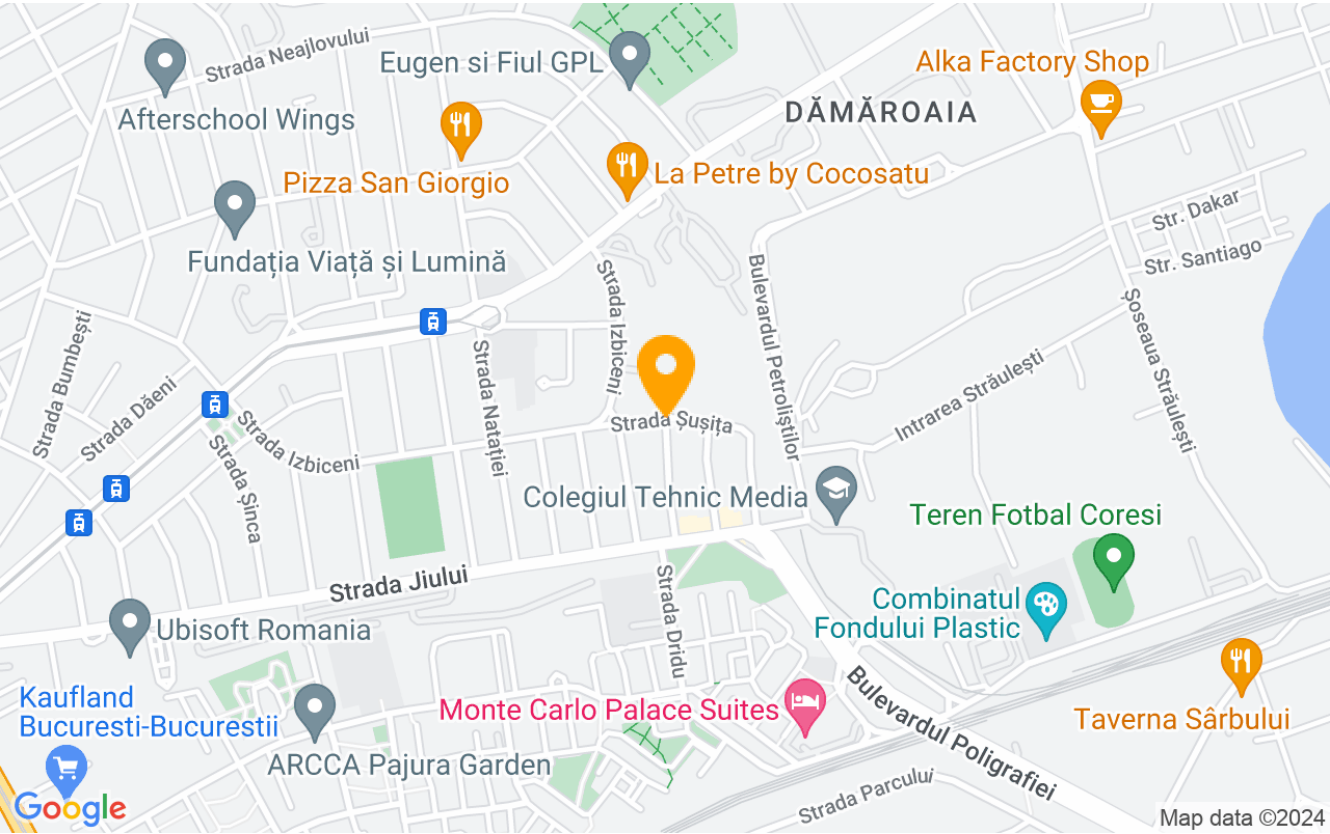 Strada Neajlovului
Eugen si Fiul GPL
Alka Factory Shop
Afterschool Wings
DĂMĂROAIA
Pizza San Giorgio
La Petre by Cocosatu
Str. Dakar
Fundația Viață și Lumină
Str. Santiago
Strada Izbiceni
Bulevardul Petroliștilor
Șoseaua Străulești
Strada Bumbești
Strada Natației
Intrarea Străulești
Strada Dăeni
Strada Izbiceni
Strada Șușița
Strada Șinca
Colegiul Tehnic Media
Teren Fotbal Coresi
Strada Jiului
Strada Dridu
Combinatul
Fondului Plastic
Ubisoft Romania
Kaufland
Bucuresti-Bucurestii
Monte Carlo Palace Suites
Bulevardul Poligrafiei
Taverna Sârbului
ARCCA Pajura Garden
Strada Parcului
Google
Map data ©2024